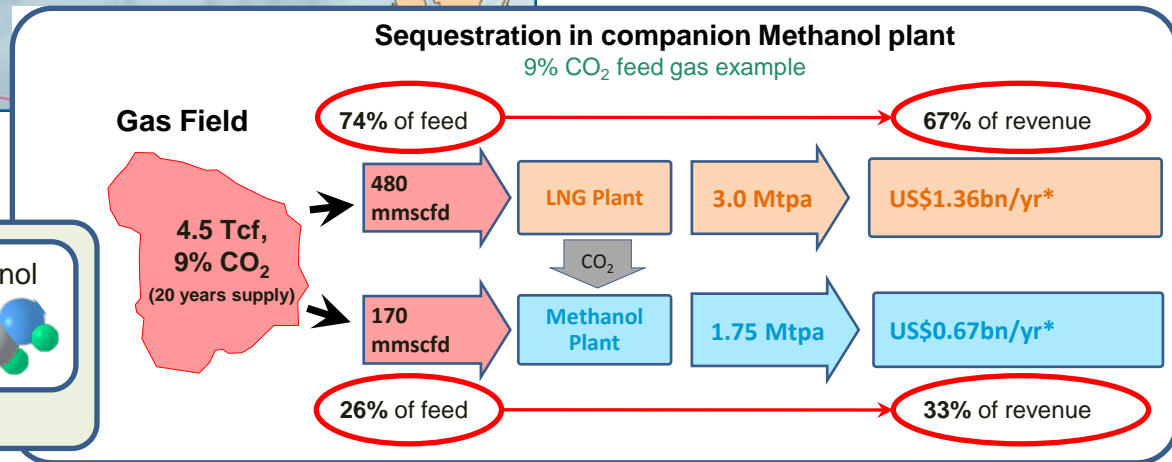 Sequestration in companion Methanol plant
9% CO₂ feed gas example
Gas Field
74% of feed
67% of revenue
4.5 Tcf,
9% CO₂
(20 years supply)
480
mmscfd
LNG Plant
3.0 Mtpa
US$1.36bn/yr*
CO₂
170
mmscfd
Methanol
Plant
1.75 Mtpa
US$0.67bn/yr*
26% of feed
33% of revenue
nol